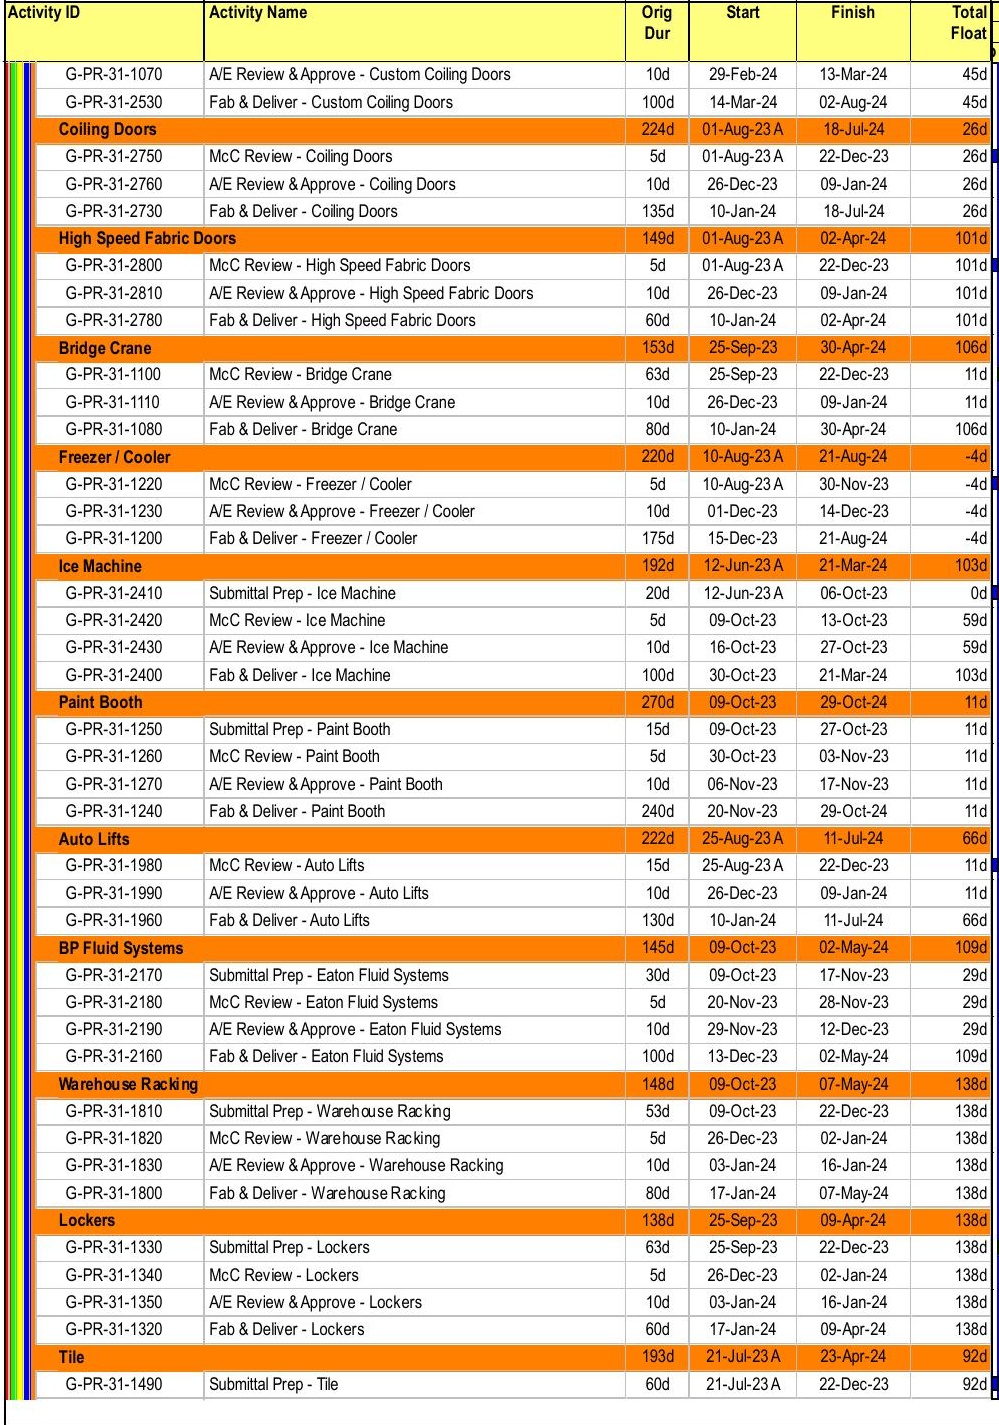 Activity ID Activity Name Orig Dur Start Finish Total Float
G-PR-31-1070 A/E Review & Approve - Custom Coiling Doors 10d 29-Feb-24 13-Mar-24 45d
G-PR-31-2530 Fab & Deliver - Custom Coiling Doors 100d 14-Mar-24 02-Aug-24 45d
Coiling Doors 224d 01-Aug-23 A 18-Jul-24 26d
G-PR-31-2750 McC Review - Coiling Doors 5d 01-Aug-23 A 22-Dec-23 26d
G-PR-31-2760 A/E Review & Approve - Coiling Doors 10d 26-Dec-23 09-Jan-24 26d
G-PR-31-2730 Fab & Deliver - Coiling Doors 135d 10-Jan-24 18-Jul-24 26d
High Speed Fabric Doors 149d 01-Aug-23 A 02-Apr-24 101d
G-PR-31-2800 McC Review - High Speed Fabric Doors 5d 01-Aug-23 A 22-Dec-23 101d
G-PR-31-2810 A/E Review & Approve - High Speed Fabric Doors 10d 26-Dec-23 09-Jan-24 101d
G-PR-31-2780 Fab & Deliver - High Speed Fabric Doors 60d 10-Jan-24 02-Apr-24 101d
Bridge Crane 153d 25-Sep-23 30-Apr-24 106d
G-PR-31-1100 McC Review - Bridge Crane 63d 25-Sep-23 22-Dec-23 11d
G-PR-31-1110 A/E Review & Approve - Bridge Crane 10d 26-Dec-23 09-Jan-24 11d
G-PR-31-1080 Fab & Deliver - Bridge Crane 80d 10-Jan-24 30-Apr-24 106d
Freezer / Cooler 220d 10-Aug-23 A 21-Aug-24 -4d
G-PR-31-1220 McC Review - Freezer / Cooler 5d 10-Aug-23 A 30-Nov-23 -4d
G-PR-31-1230 A/E Review & Approve - Freezer / Cooler 10d 01-Dec-23 14-Dec-23 -4d
G-PR-31-1200 Fab & Deliver - Freezer / Cooler 175d 15-Dec-23 21-Aug-24 -4d
Ice Machine 192d 12-Jun-23 A 21-Mar-24 103d
G-PR-31-2410 Submittal Prep - Ice Machine 20d 12-Jun-23 A 06-Oct-23 0d
G-PR-31-2420 McC Review - Ice Machine 5d 09-Oct-23 13-Oct-23 59d
G-PR-31-2430 A/E Review & Approve - Ice Machine 10d 16-Oct-23 27-Oct-23 59d
G-PR-31-2400 Fab & Deliver - Ice Machine 100d 30-Oct-23 21-Mar-24 103d
Paint Booth 270d 09-Oct-23 29-Oct-24 11d
G-PR-31-1250 Submittal Prep - Paint Booth 15d 09-Oct-23 27-Oct-23 11d
G-PR-31-1260 McC Review - Paint Booth 5d 30-Oct-23 03-Nov-23 11d
G-PR-31-1270 A/E Review & Approve - Paint Booth 10d 06-Nov-23 17-Nov-23 11d
G-PR-31-1240 Fab & Deliver - Paint Booth 240d 20-Nov-23 29-Oct-24 11d
Auto Lifts 222d 25-Aug-23 A 11-Jul-24 66d
G-PR-31-1980 McC Review - Auto Lifts 15d 25-Aug-23 A 22-Dec-23 11d
G-PR-31-1990 A/E Review & Approve - Auto Lifts 10d 26-Dec-23 09-Jan-24 11d
G-PR-31-1960 Fab & Deliver - Auto Lifts 130d 10-Jan-24 11-Jul-24 66d
BP Fluid Systems 145d 09-Oct-23 02-May-24 109d
G-PR-31-2170 Submittal Prep - Eaton Fluid Systems 30d 09-Oct-23 17-Nov-23 29d
G-PR-31-2180 McC Review - Eaton Fluid Systems 5d 20-Nov-23 28-Nov-23 29d
G-PR-31-2190 A/E Review & Approve - Eaton Fluid Systems 10d 29-Nov-23 12-Dec-23 29d
G-PR-31-2160 Fab & Deliver - Eaton Fluid Systems 100d 13-Dec-23 02-May-24 109d
Warehouse Racking 148d 09-Oct-23 07-May-24 138d
G-PR-31-1810 Submittal Prep - Warehouse Racking 53d 09-Oct-23 22-Dec-23 138d
G-PR-31-1820 McC Review - Warehouse Racking 5d 26-Dec-23 02-Jan-24 138d
G-PR-31-1830 A/E Review & Approve - Warehouse Racking 10d 03-Jan-24 16-Jan-24 138d
G-PR-31-1800 Fab & Deliver - Warehouse Racking 80d 17-Jan-24 07-May-24 138d
Lockers 138d 25-Sep-23 09-Apr-24 138d
G-PR-31-1330 Submittal Prep - Lockers 63d 25-Sep-23 22-Dec-23 138d
G-PR-31-1340 McC Review - Lockers 5d 26-Dec-23 02-Jan-24 138d
G-PR-31-1350 A/E Review & Approve - Lockers 10d 03-Jan-24 16-Jan-24 138d
G-PR-31-1320 Fab & Deliver - Lockers 60d 17-Jan-24 09-Apr-24 138d
Tile 193d 21-Jul-23 A 23-Apr-24 92d
G-PR-31-1490 Submittal Prep - Tile 60d 21-Jul-23 A 22-Dec-23 92d